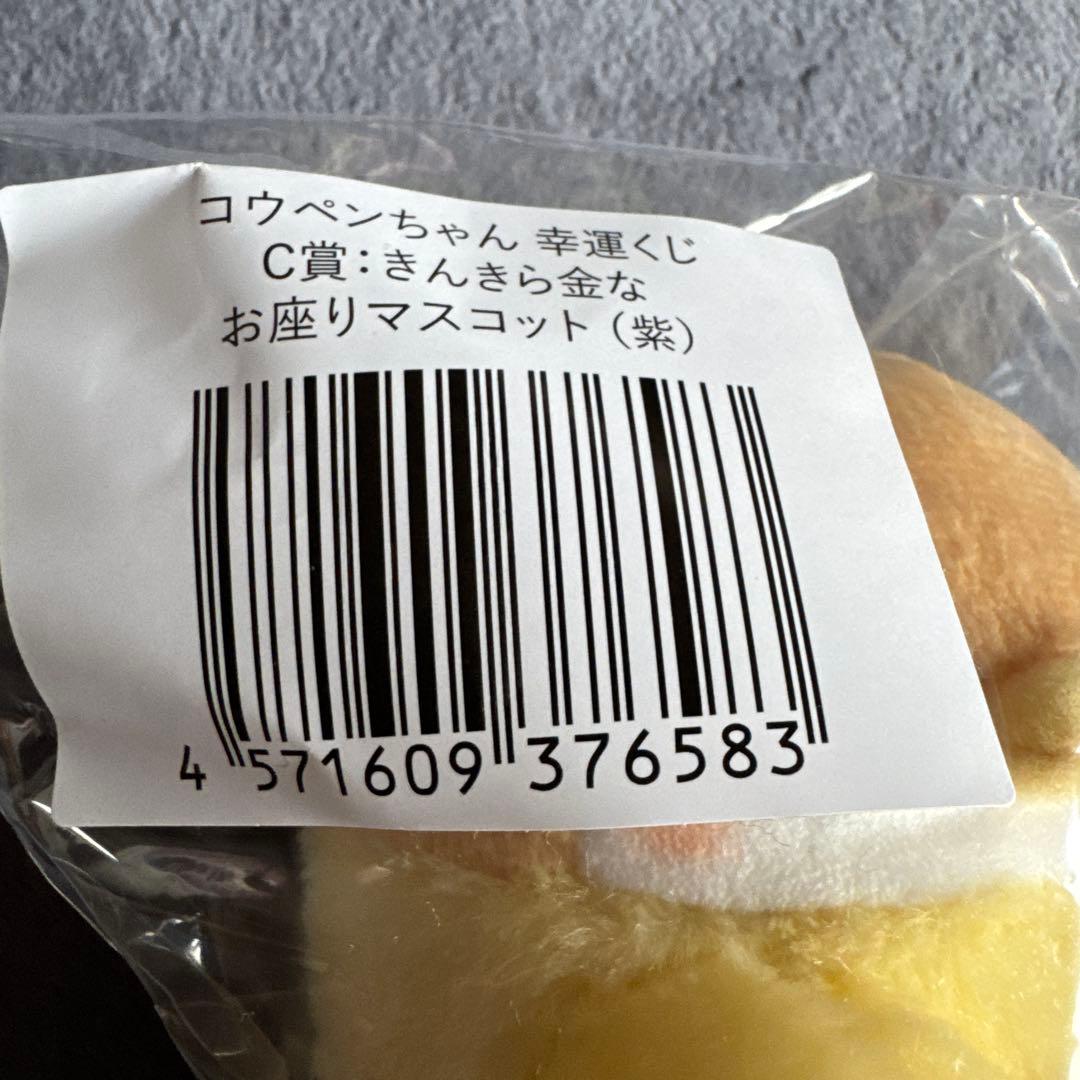 コウペンちゃん 幸運くじ
C賞：きんきら金な
お座りマスコット（紫）
4 571609 376583